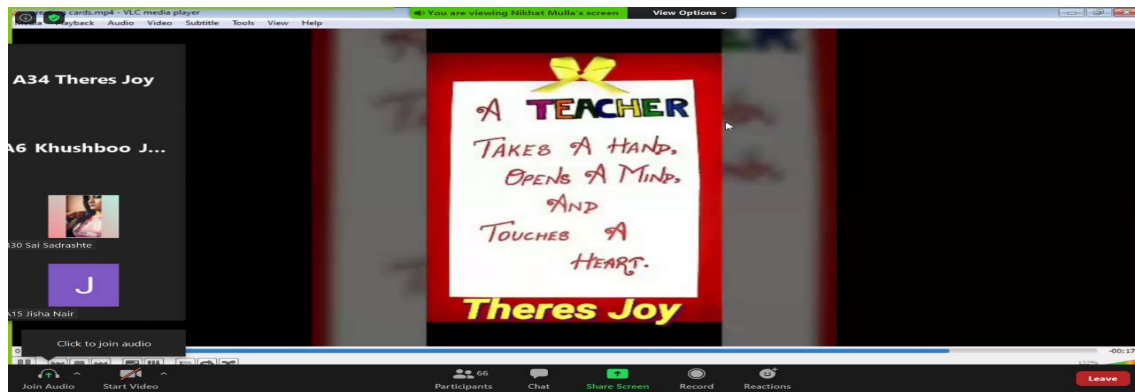 cards.mp4 - VLC media player
You are viewing Nikhat Mulla's screen
View Options
Playback Audio Video Subtitle Tools View Help
A34 Theres Joy
A6 Khushboo J...
Sai Sadrashte
J
A15 Jisha Nair
A TEACHER
TAKES A HAND,
OPENS A MIND,
AND
TOUCHES A
HEART.
Theres Joy
Click to join audio
-00:17
Join Audio
Start Video
66
Participants
Chat
Share Screen
Record
Reactions
Leave